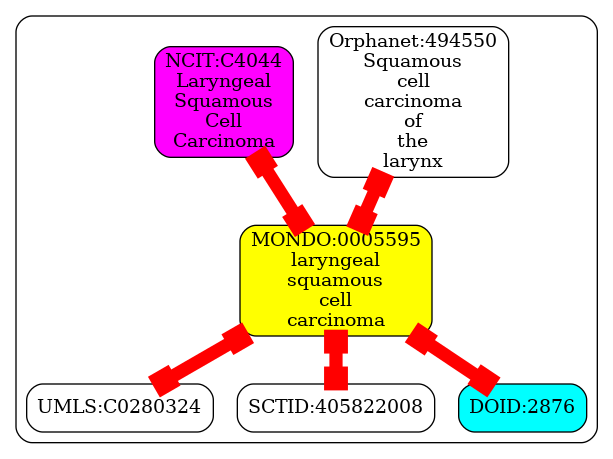 NCIT:C4044
Laryngeal
Squamous
Cell
Carcinoma
Orphanet:494550
Squamous
cell
carcinoma
of
the
larynx
MONDO:0005595
laryngeal
squamous
cell
carcinoma
UMLS:C0280324
SCTID:405822008
DOID:2876